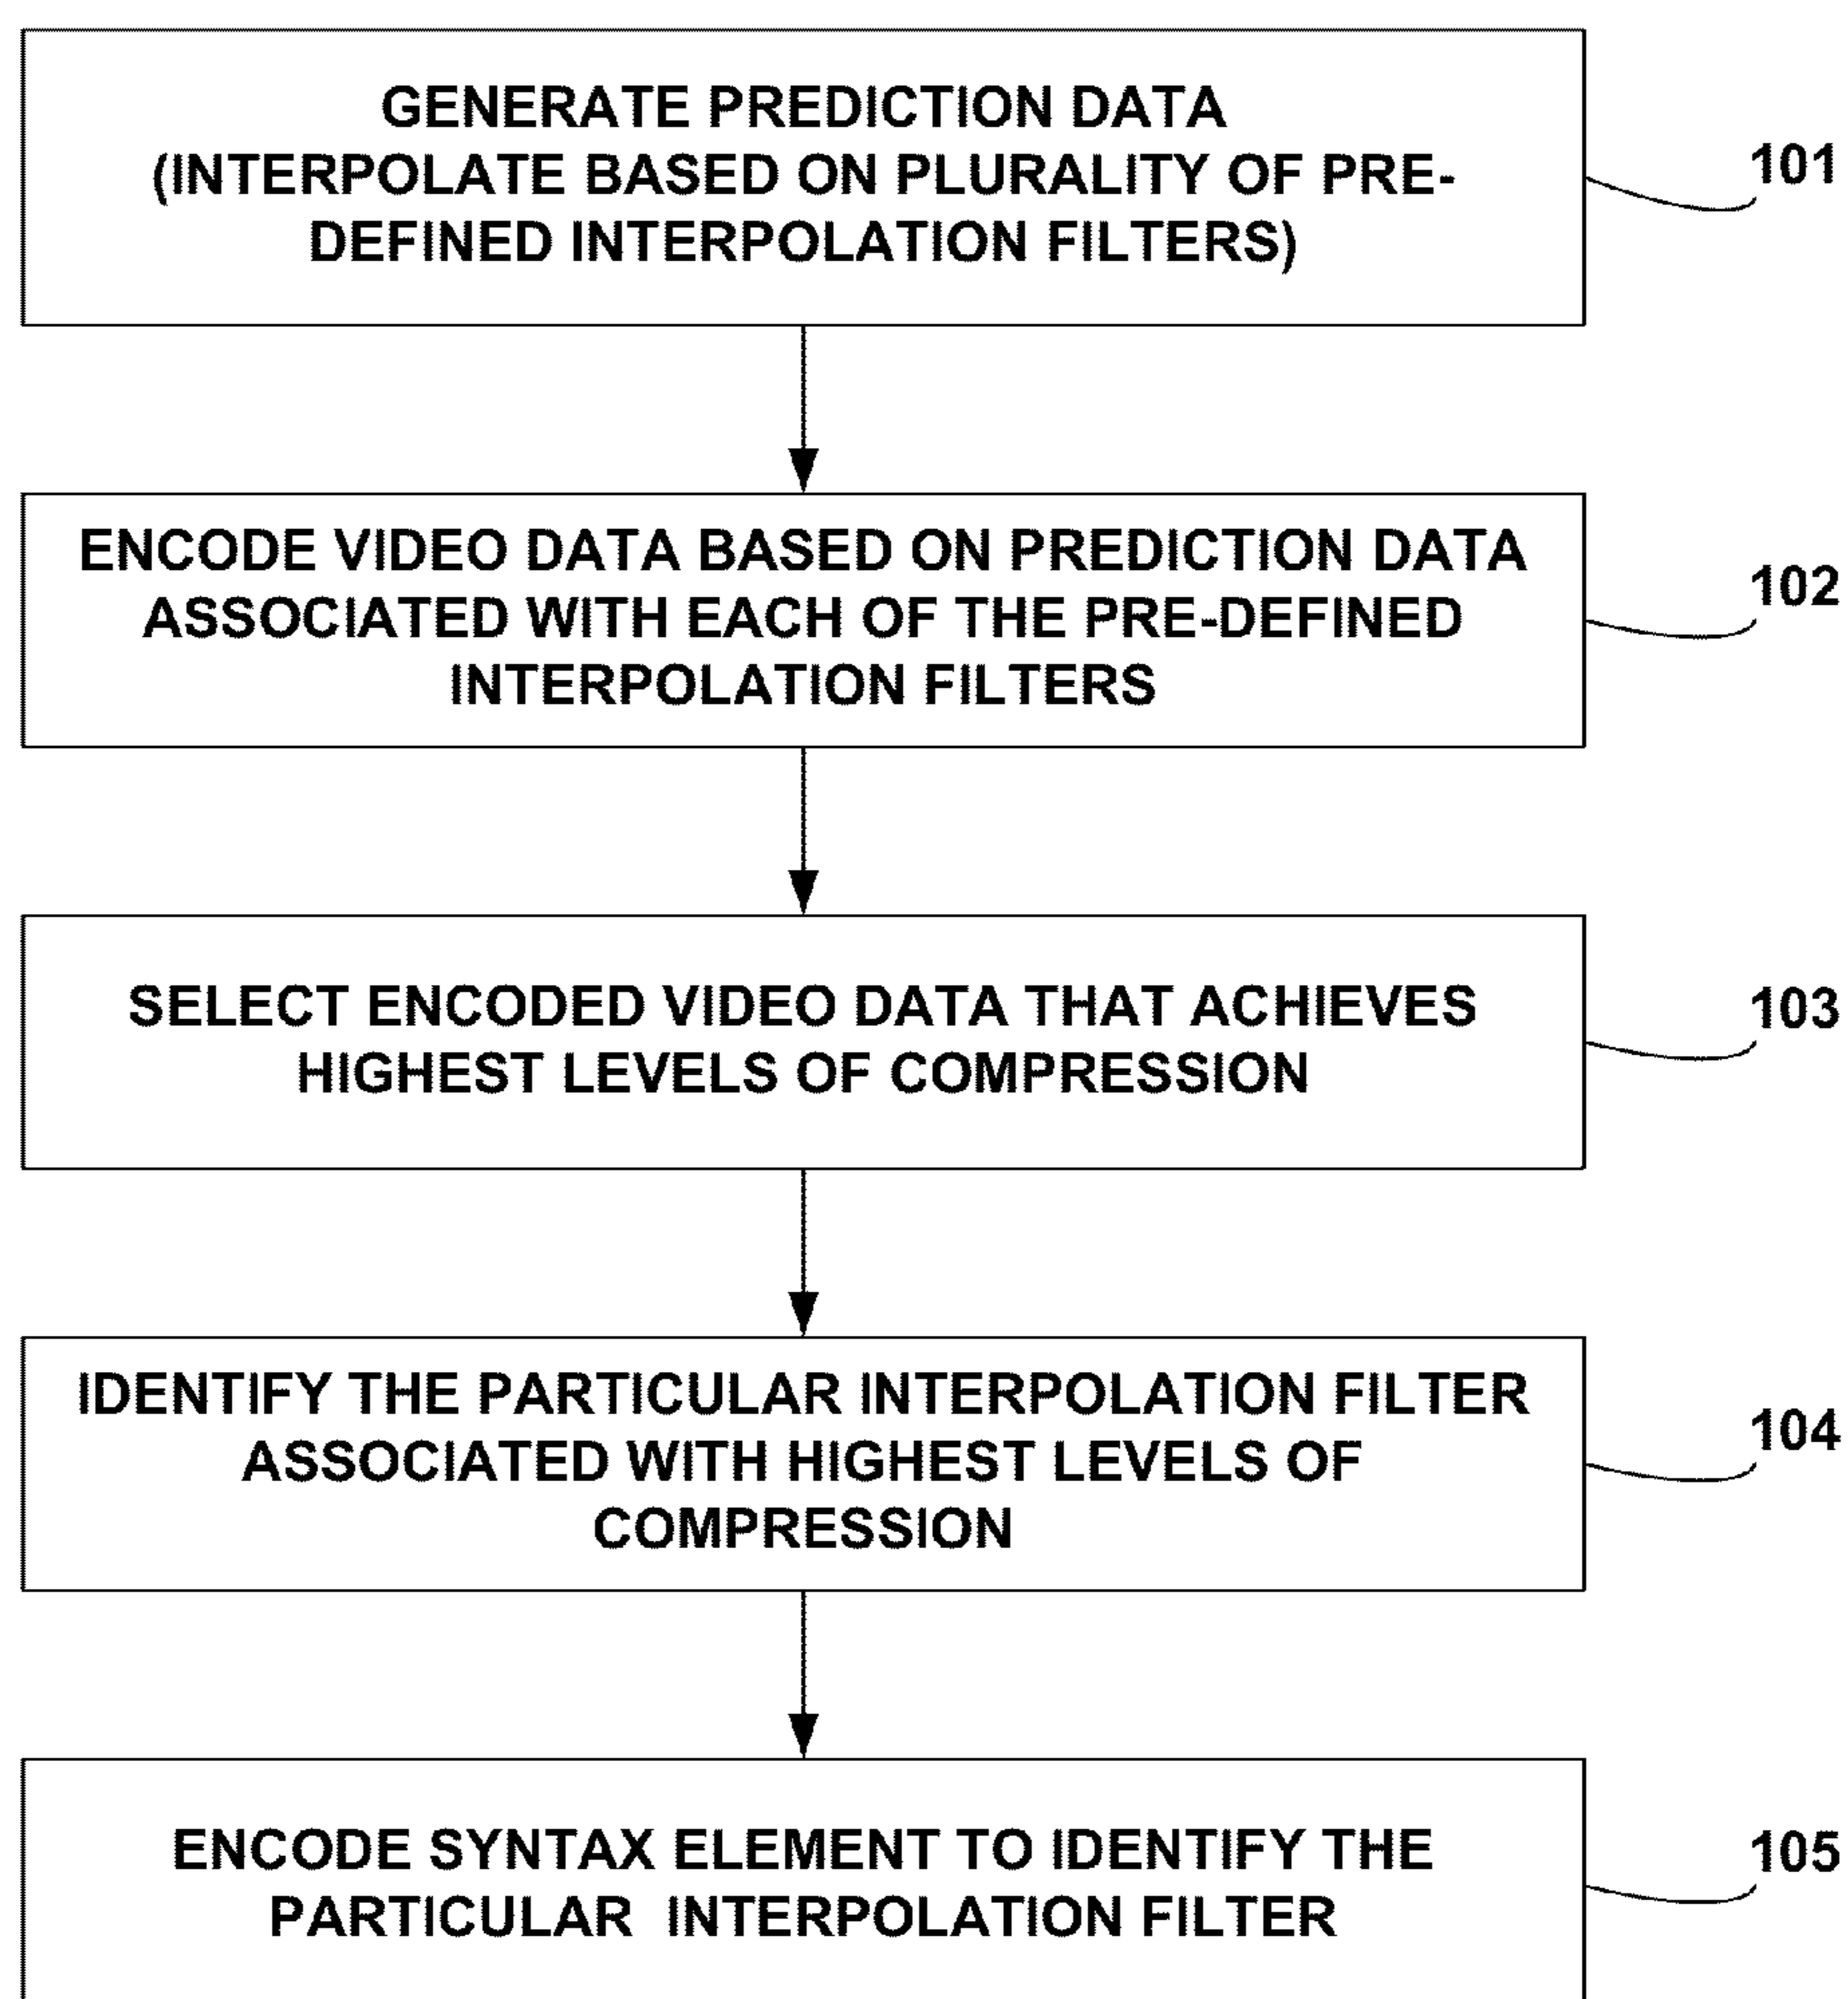 GENERATE PREDICTION DATA
(INTERPOLATE BASED ON PLURALITY OF PRE-
DEFINED INTERPOLATION FILTERS)
101
ENCODE VIDEO DATA BASED ON PREDICTION DATA
ASSOCIATED WITH EACH OF THE PRE-DEFINED
INTERPOLATION FILTERS
102
SELECT ENCODED VIDEO DATA THAT ACHIEVES
HIGHEST LEVELS OF COMPRESSION
103
IDENTIFY THE PARTICULAR INTERPOLATION FILTER
ASSOCIATED WITH HIGHEST LEVELS OF
COMPRESSION
104
ENCODE SYNTAX ELEMENT TO IDENTIFY THE
PARTICULAR INTERPOLATION FILTER
105